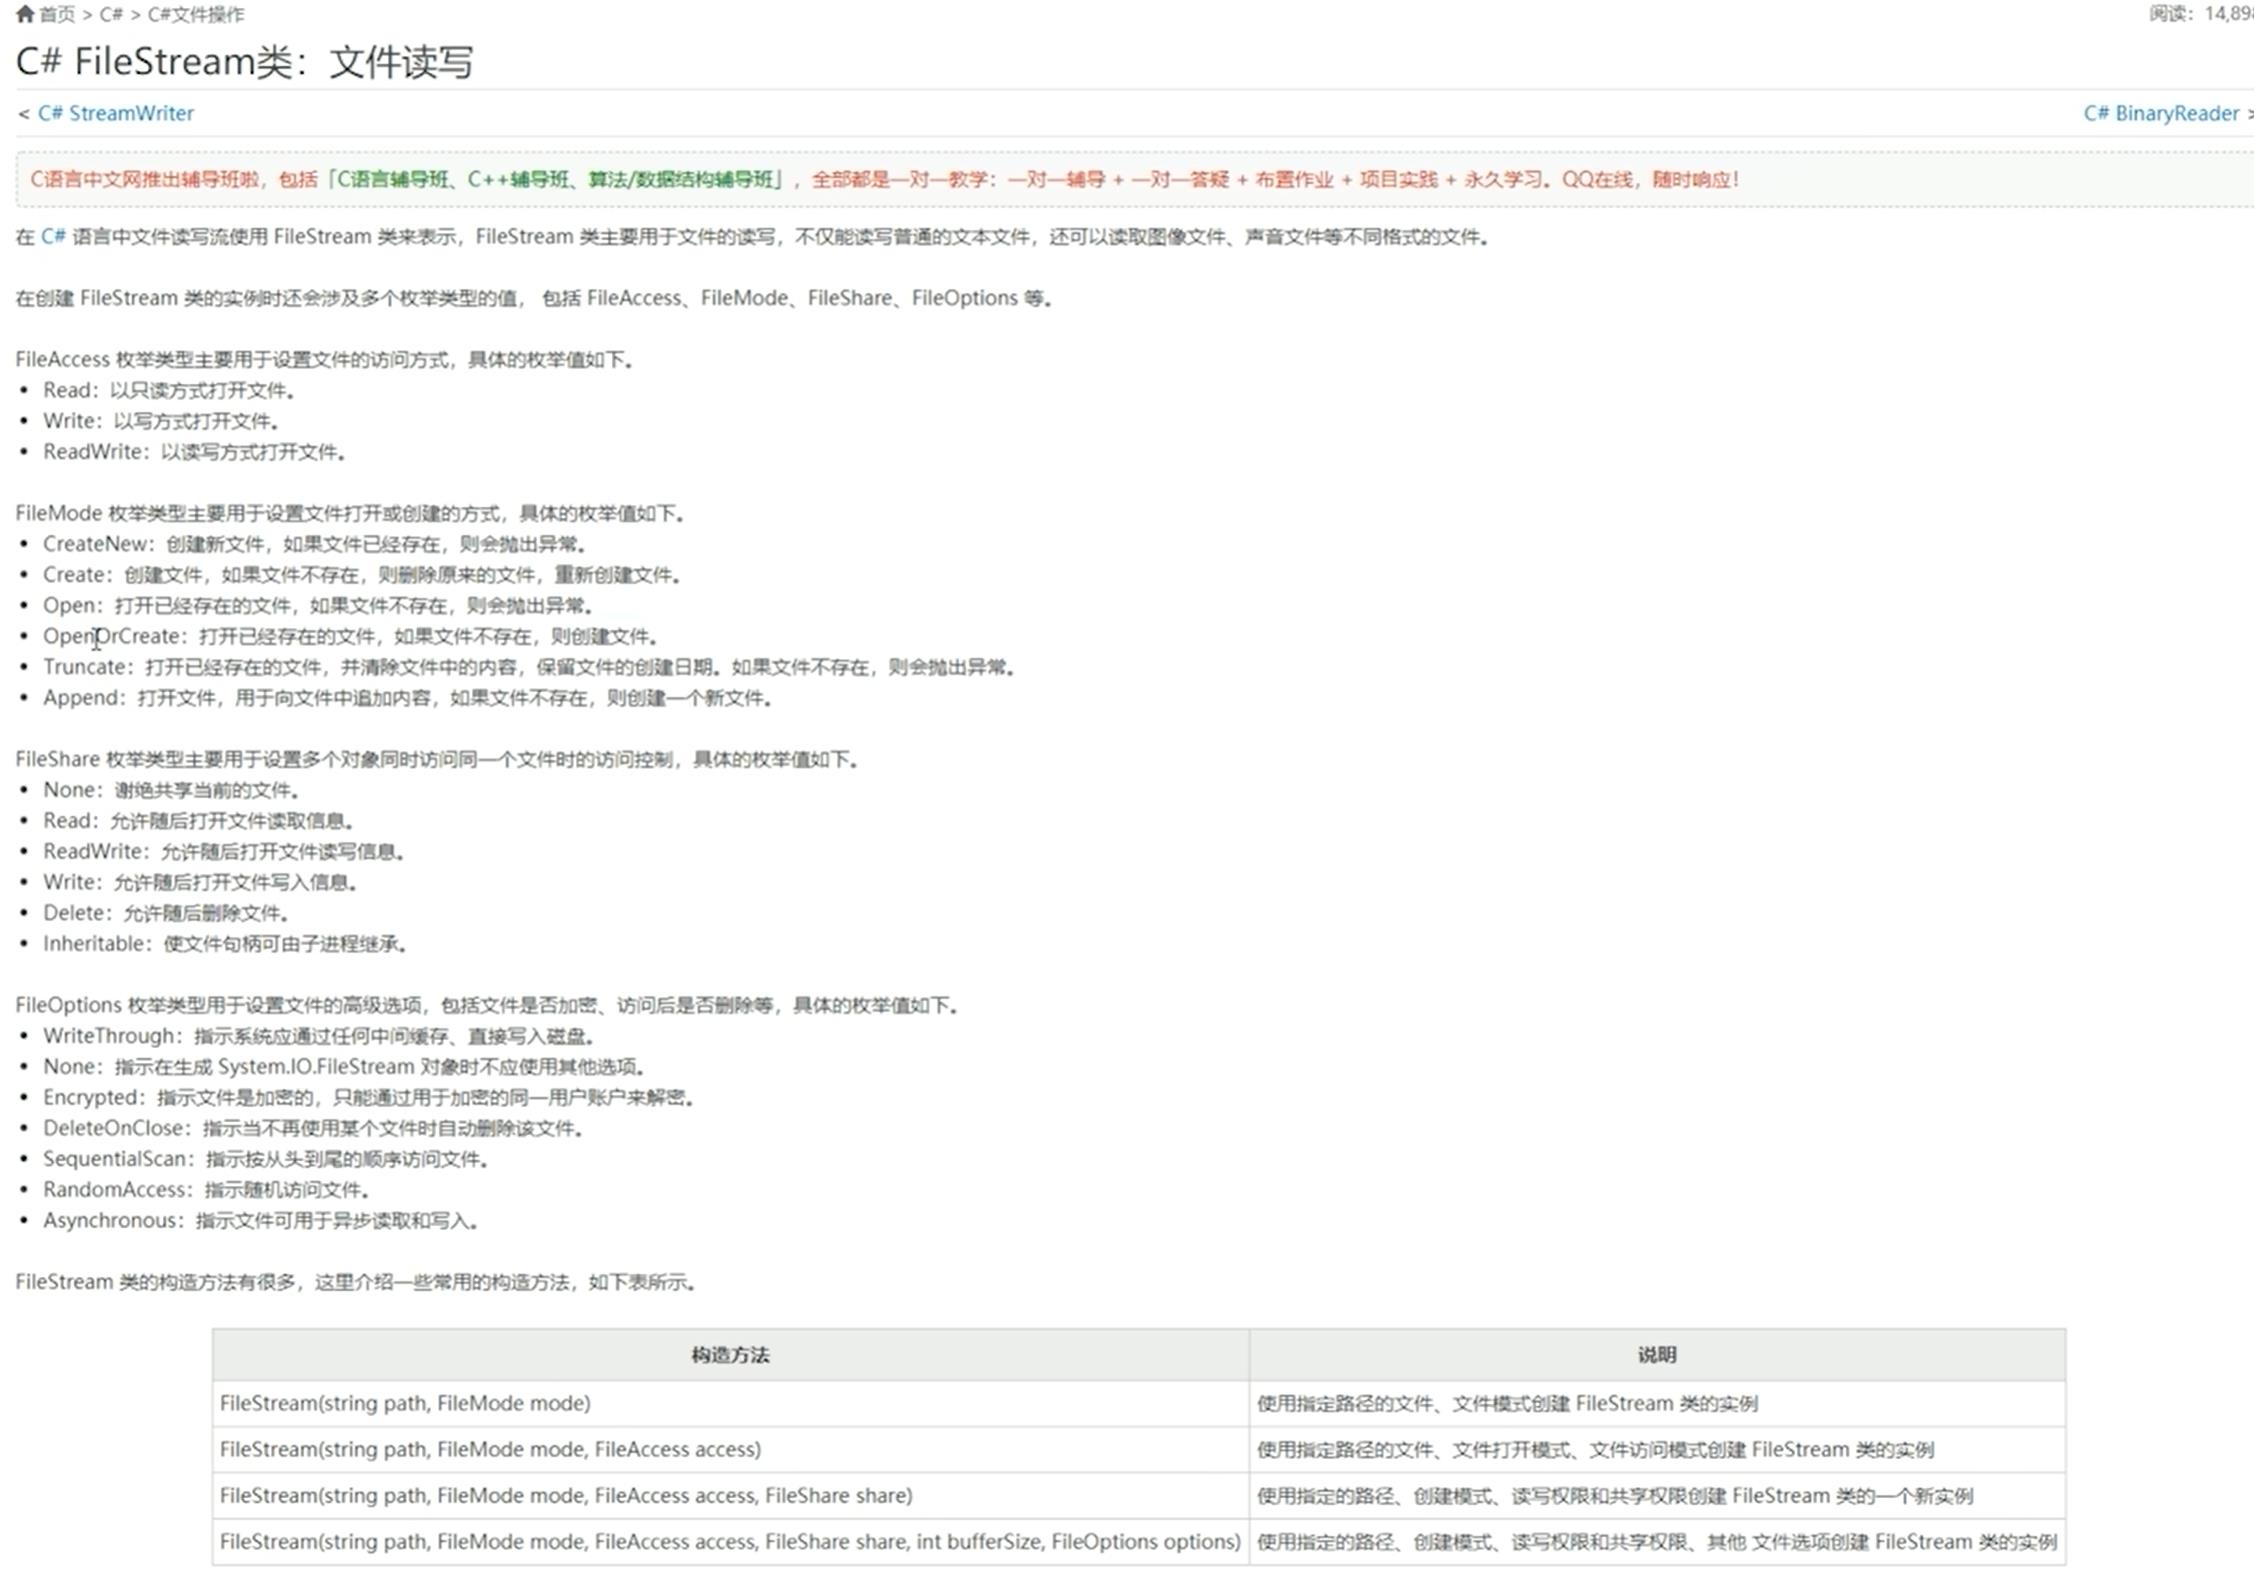 首页 > C# > C#文件操作
阅读：14,89
C# FileStream类：文件读写
< C# StreamWriter
C# BinaryReader >
C语言中文网推出辅导班啦，包括「C语言辅导班、C++辅导班、算法/数据结构辅导班」，全部都是一对一教学：一对一辅导 + 一对一答疑 + 布置作业 + 项目实践 + 永久学习。QQ在线，随时响应！
在 C# 语言中文件读写流使用 FileStream 类来表示，FileStream 类主要用于文件的读写，不仅能读写普通的文本文件，还可以读取图像文件、声音文件等不同格式的文件。
在创建 FileStream 类的实例时还会涉及多个枚举类型的值， 包括 FileAccess、FileMode、FileShare、FileOptions 等。
FileAccess 枚举类型主要用于设置文件的访问方式，具体的枚举值如下。
• Read：以只读方式打开文件。
• Write：以写方式打开文件。
• ReadWrite：以读写方式打开文件。
FileMode 枚举类型主要用于设置文件打开或创建的方式，具体的枚举值如下。
• CreateNew：创建新文件，如果文件已经存在，则会抛出异常。
• Create：创建文件，如果文件不存在，则删除原来的文件，重新创建文件。
• Open：打开已经存在的文件，如果文件不存在，则会抛出异常。
• OpenOrCreate：打开已经存在的文件，如果文件不存在，则创建文件。
• Truncate：打开已经存在的文件，并清除文件中的内容，保留文件的创建日期。如果文件不存在，则会抛出异常。
• Append：打开文件，用于向文件中追加内容，如果文件不存在，则创建一个新文件。
FileShare 枚举类型主要用于设置多个对象同时访问同一个文件时的访问控制，具体的枚举值如下。
• None：谢绝共享当前的文件。
• Read：允许随后打开文件读取信息。
• ReadWrite：允许随后打开文件读写信息。
• Write：允许随后打开文件写入信息。
• Delete：允许随后删除文件。
• Inheritable：使文件句柄可由子进程继承。
FileOptions 枚举类型用于设置文件的高级选项，包括文件是否加密、访问后是否删除等，具体的枚举值如下。
• WriteThrough：指示系统应通过任何中间缓存、直接写入磁盘。
• None：指示在生成 System.IO.FileStream 对象时不应使用其他选项。
• Encrypted：指示文件是加密的，只能通过用于加密的同一用户账户来解密。
• DeleteOnClose：指示当不再使用某个文件时自动删除该文件。
• SequentialScan：指示按从头到尾的顺序访问文件。
• RandomAccess：指示随机访问文件。
• Asynchronous：指示文件可用于异步读取和写入。
FileStream 类的构造方法有很多，这里介绍一些常用的构造方法，如下表所示。
构造方法 说明
FileStream(string path, FileMode mode) 使用指定路径的文件、文件模式创建 FileStream 类的实例
FileStream(string path, FileMode mode, FileAccess access) 使用指定路径的文件、文件打开模式、文件访问模式创建 FileStream 类的实例
FileStream(string path, FileMode mode, FileAccess access, FileShare share) 使用指定的路径、创建模式、读写权限和共享权限创建 FileStream 类的一个新实例
FileStream(string path, FileMode mode, FileAccess access, FileShare share, int bufferSize, FileOptions options) 使用指定的路径、创建模式、读写权限和共享权限、其他 文件选项创建 FileStream 类的实例